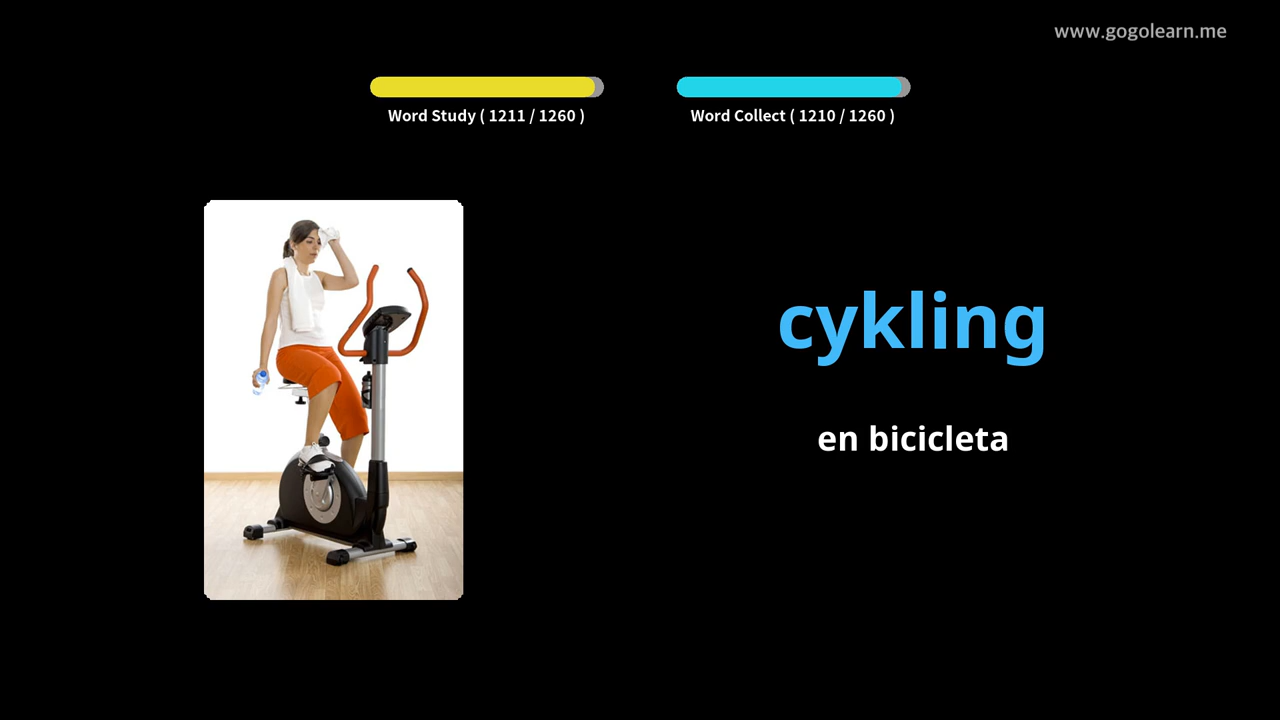 www.gogolearn.me
Word Study ( 1211 / 1260 )
Word Collect ( 1210 / 1260 )
cykling
en bicicleta